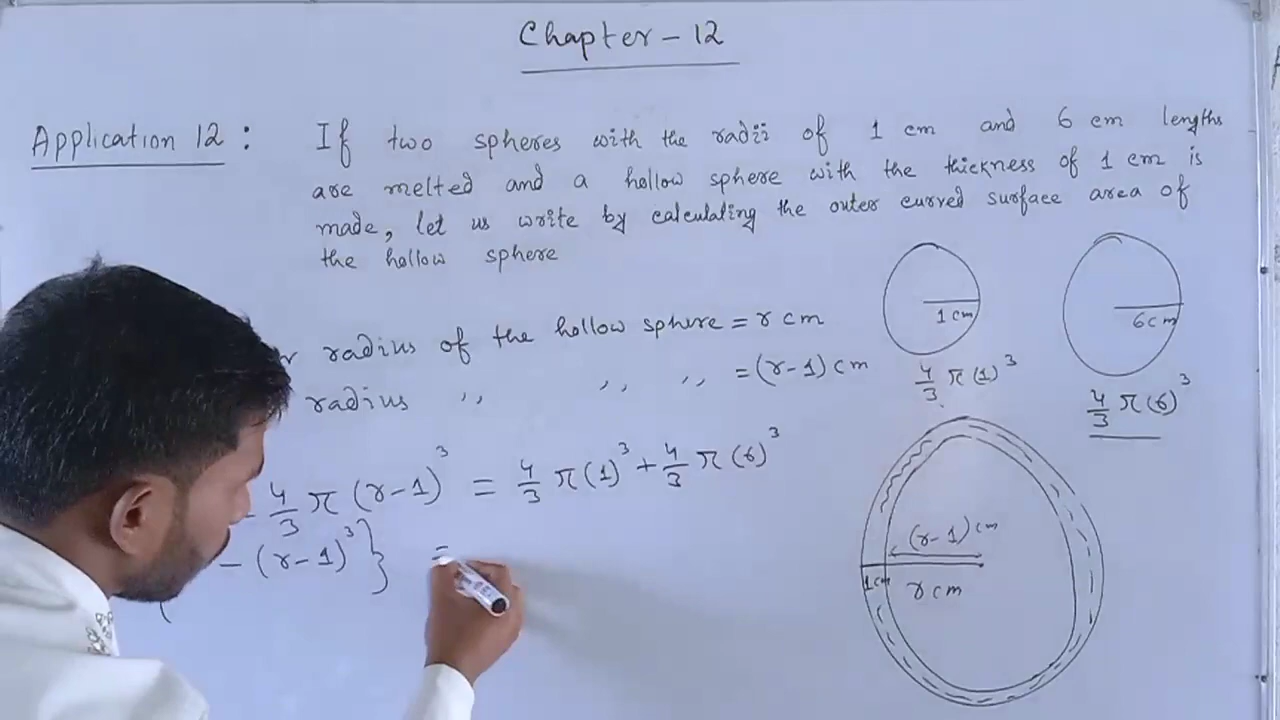 Chapter - 12
Application 12 : If two spheres with the radii of 1 cm and 6 cm lengths
are melted and a hollow sphere with the thickness of 1 cm is
made, let us write by calculating the outer curved surface area of
the hollow sphere
1 cm
6 cm
4/3 π (1)³
4/3 π (6)³
radius of the hollow sphere = r cm
radius ,, ,, ,, = (r-1) cm
4/3 π (r-1)³ = 4/3 π (1)³ + 4/3 π (6)³
- (r-1)³} =
(r-1) cm
1 cm
r cm